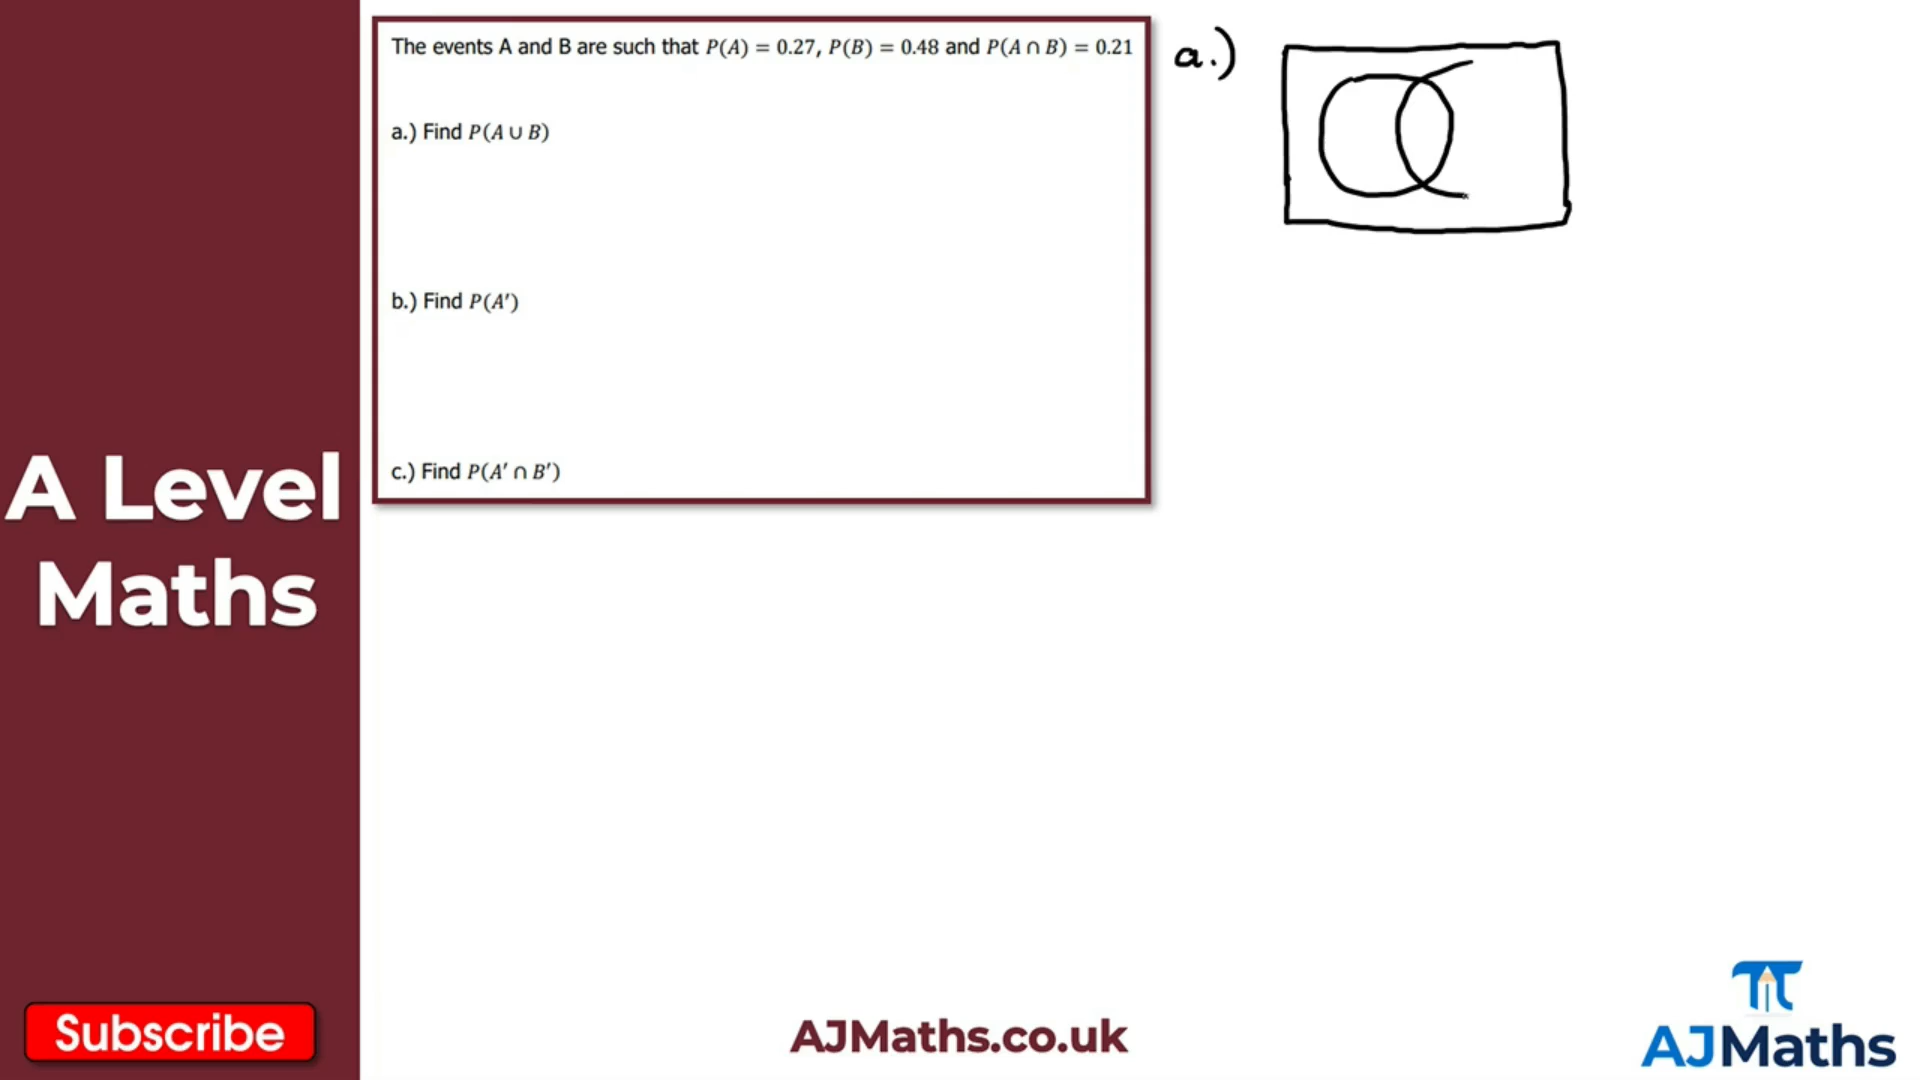 The events A and B are such that P(A) = 0.27, P(B) = 0.48 and P(A ∩ B) = 0.21
a.) Find P(A ∪ B)
b.) Find P(A′)
c.) Find P(A′ ∩ B′)
a.)
A Level
Maths
Subscribe
AJMaths.co.uk
AJMaths